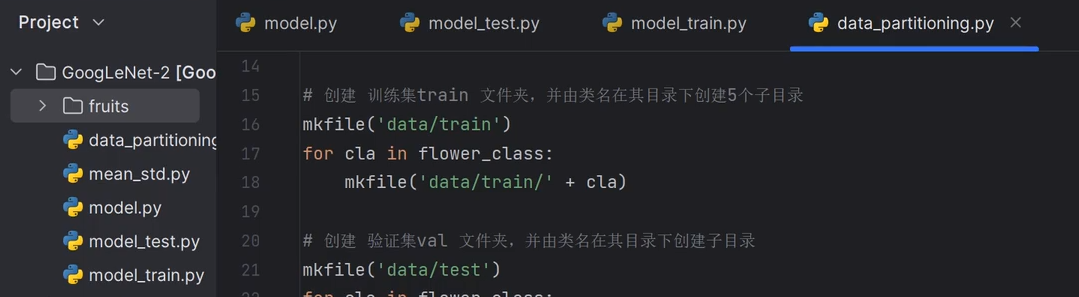 Project
model.py
model_test.py
model_train.py
data_partitioning.py
GoogLeNet-2 [Goo
fruits
data_partitioning
mean_std.py
model.py
model_test.py
model_train.py
14
15 # 创建 训练集train 文件夹，并由类名在其目录下创建5个子目录
16 mkfile('data/train')
17 for cla in flower_class:
18 mkfile('data/train/' + cla)
19
20 # 创建 验证集val 文件夹，并由类名在其目录下创建子目录
21 mkfile('data/test')
22 for cla in flower_class: